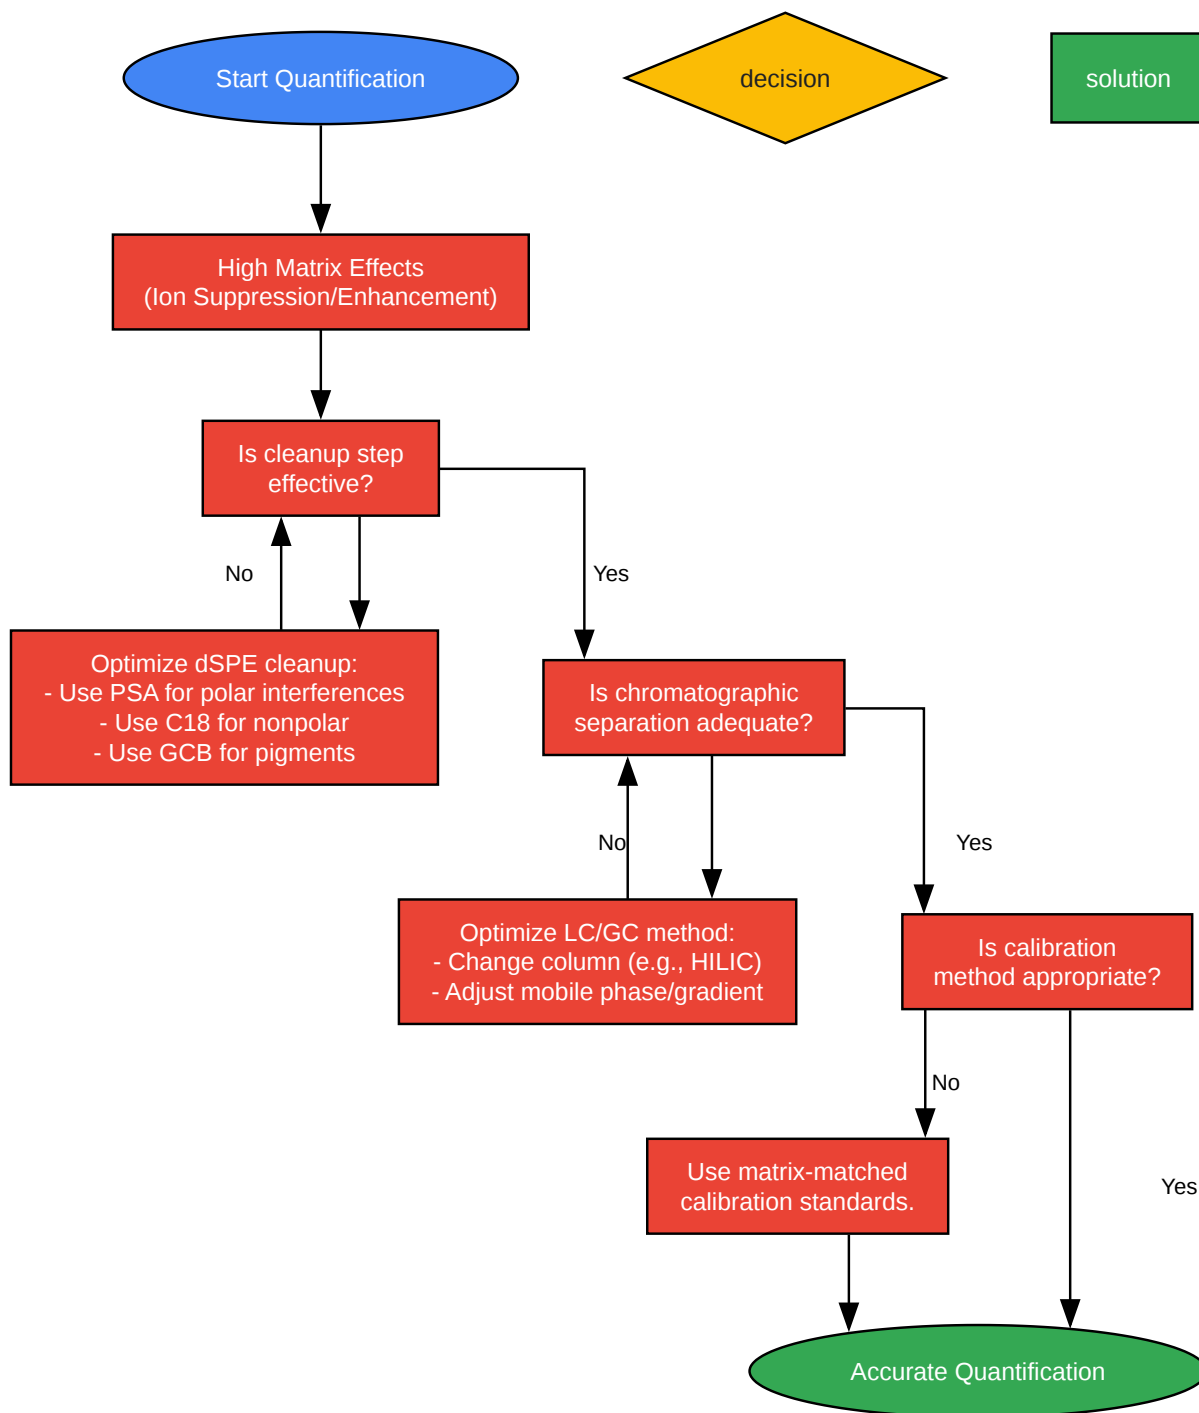 Start Quantification
decision
solution
High Matrix Effects
(Ion Suppression/Enhancement)
Is cleanup step
effective?
No
Yes
Optimize dSPE cleanup:
- Use PSA for polar interferences
- Use C18 for nonpolar
- Use GCB for pigments
Is chromatographic
separation adequate?
No
Yes
Optimize LC/GC method:
- Change column (e.g., HILIC)
- Adjust mobile phase/gradient
Is calibration
method appropriate?
No
Use matrix-matched
calibration standards.
Yes
Accurate Quantification